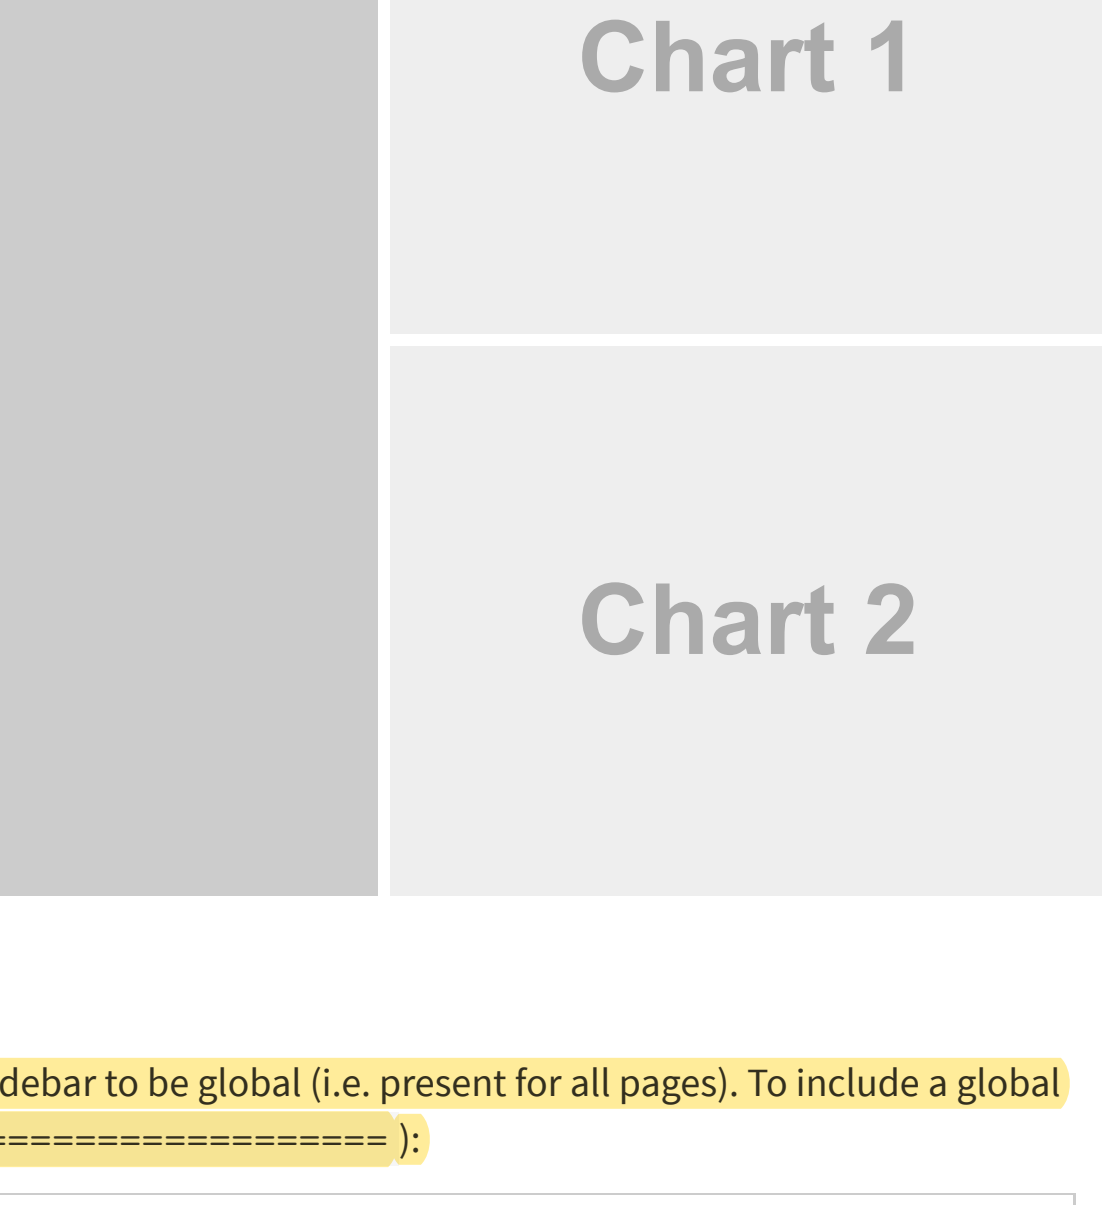 Chart 1
Chart 2
debar to be global (i.e. present for all pages). To include a global
================== ):